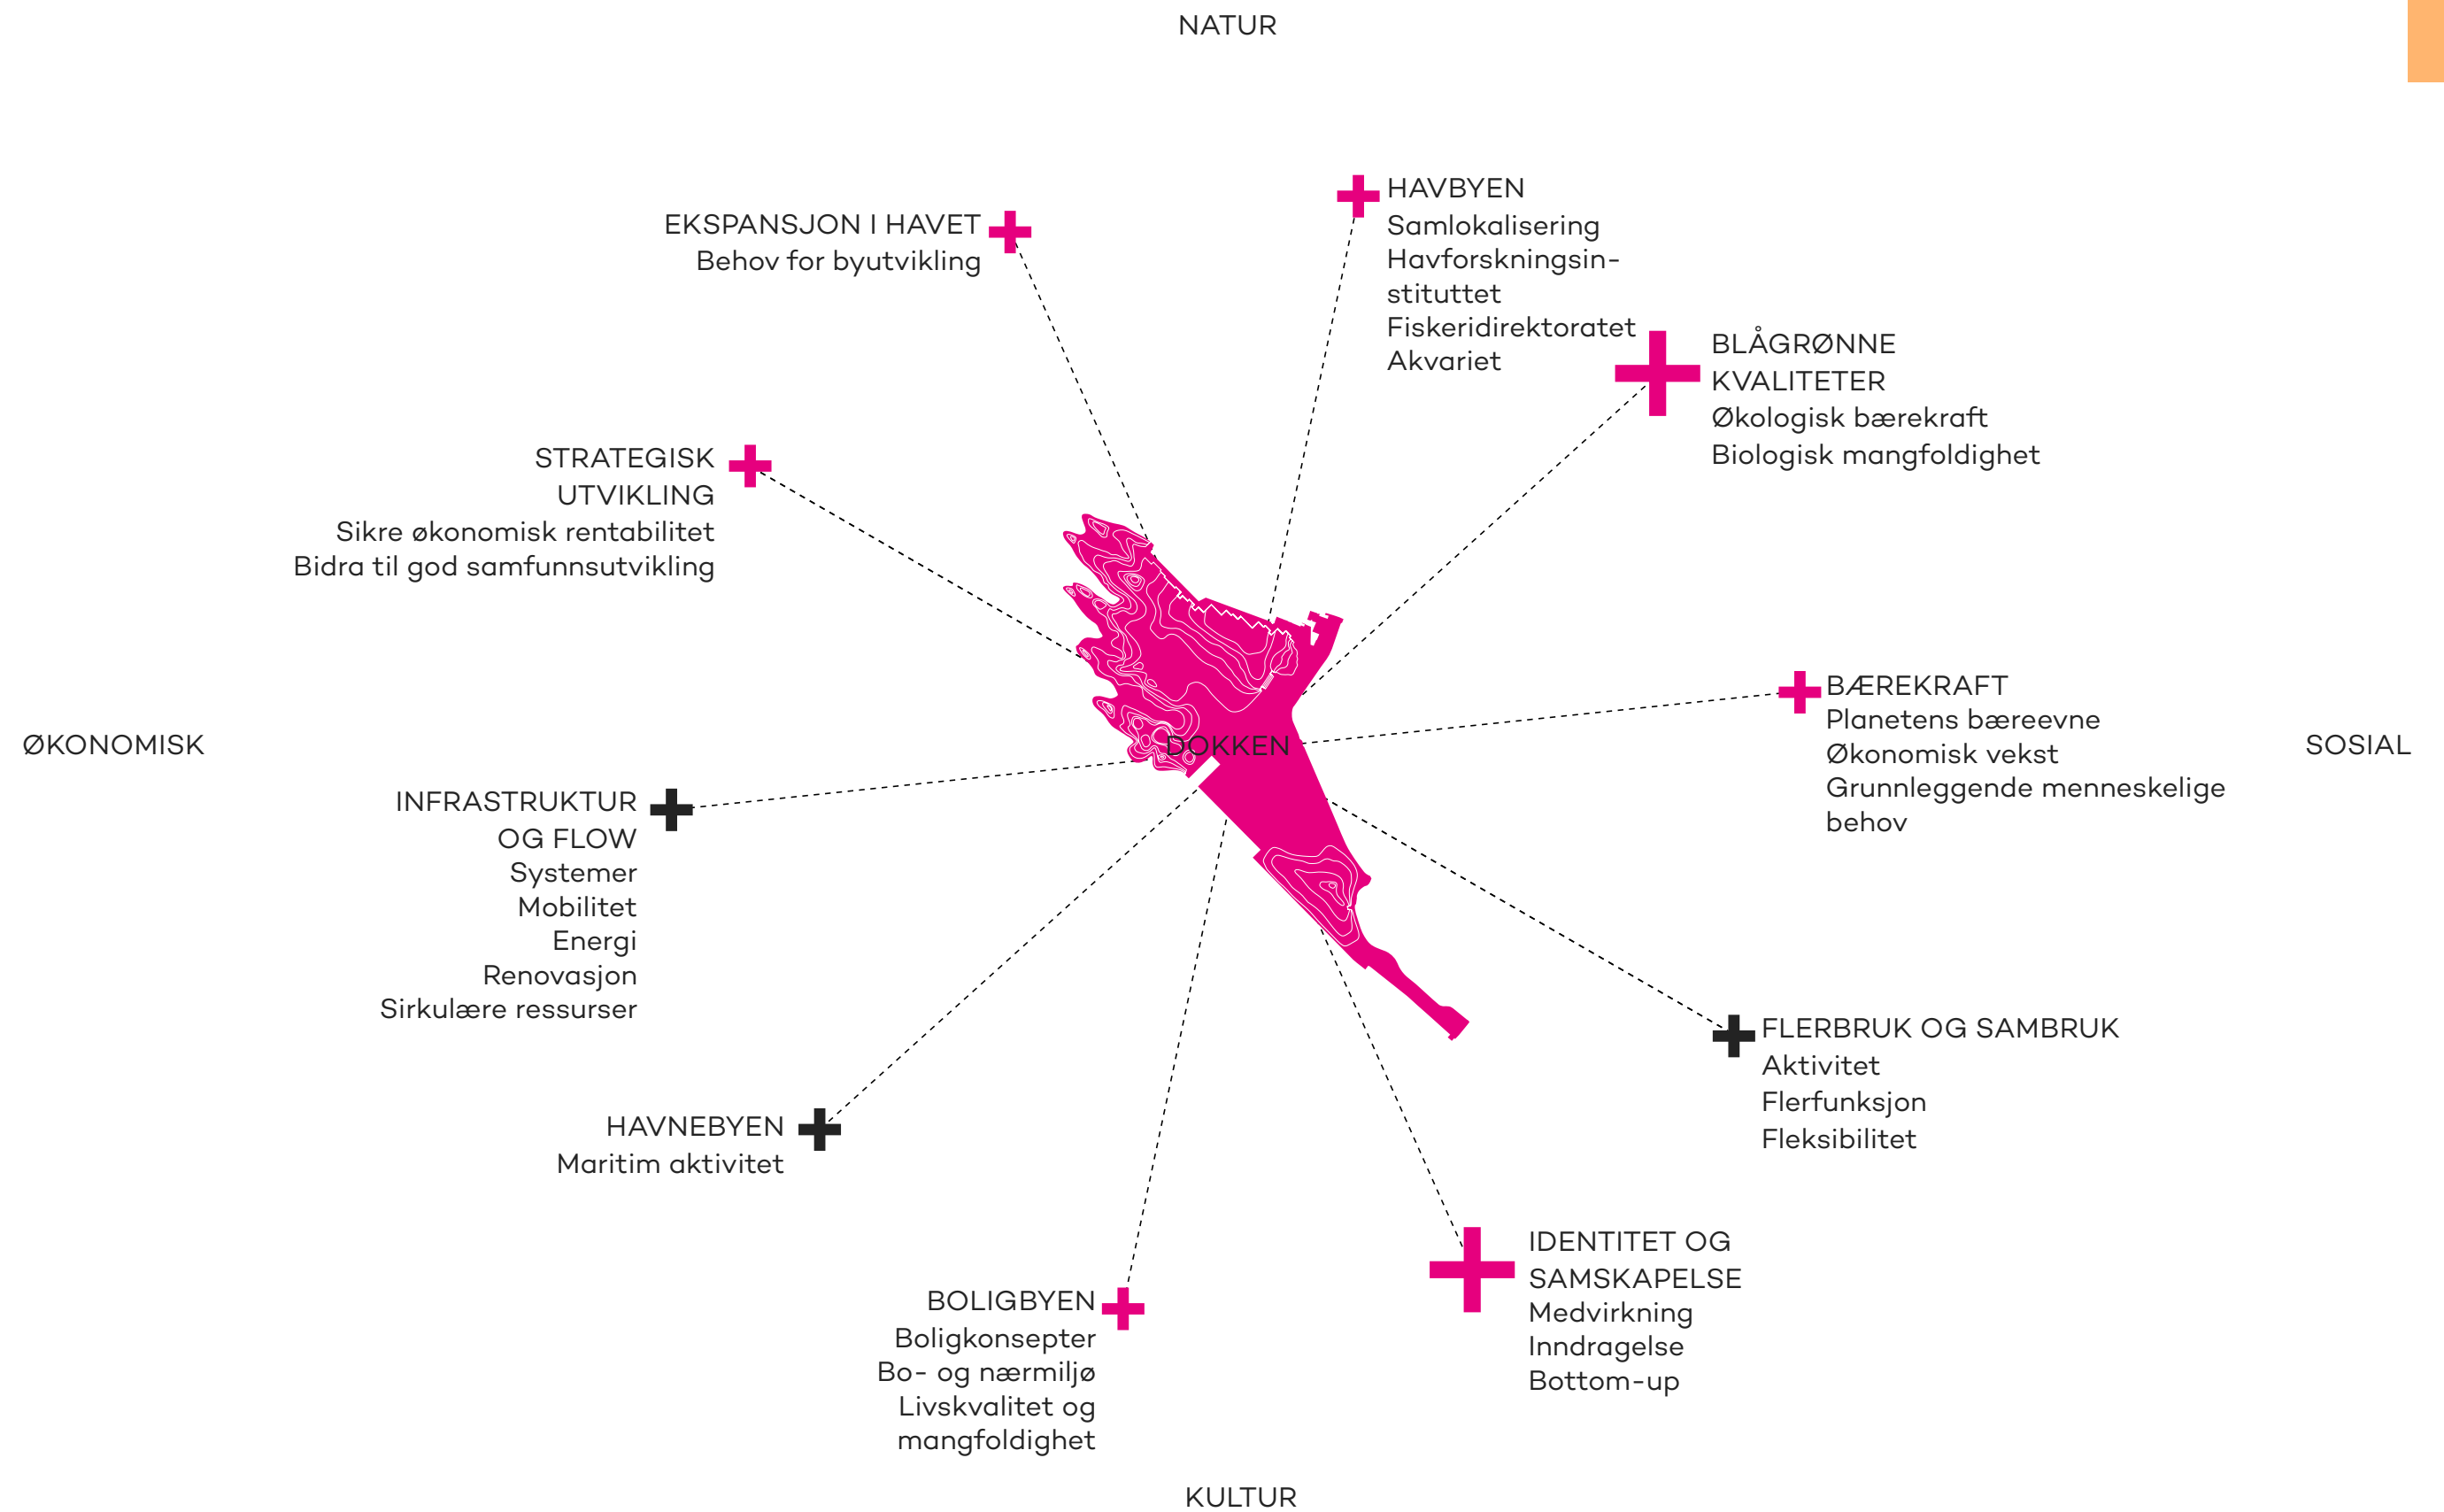 NATUR
EKSPANSJON I HAVET
Behov for byutvikling
HAVBYEN
Samlokalisering
Havforskningsin-
stituttet
Fiskeridirektoratet
Akvariet
BLÅGRØNNE
KVALITETER
Økologisk bærekraft
Biologisk mangfoldighet
STRATEGISK
UTVIKLING
Sikre økonomisk rentabilitet
Bidra til god samfunnsutvikling
ØKONOMISK
DOKKEN
BÆREKRAFT
Planetens bæreevne
Økonomisk vekst
Grunnleggende menneskelige
behov
SOSIAL
INFRASTRUKTUR
OG FLOW
Systemer
Mobilitet
Energi
Renovasjon
Sirkulære ressurser
FLERBRUK OG SAMBRUK
Aktivitet
Flerfunksjon
Fleksibilitet
HAVNEBYEN
Maritim aktivitet
IDENTITET OG
SAMSKAPELSE
Medvirkning
Inndragelse
Bottom-up
BOLIGBYEN
Boligkonsepter
Bo- og nærmiljø
Livskvalitet og
mangfoldighet
KULTUR